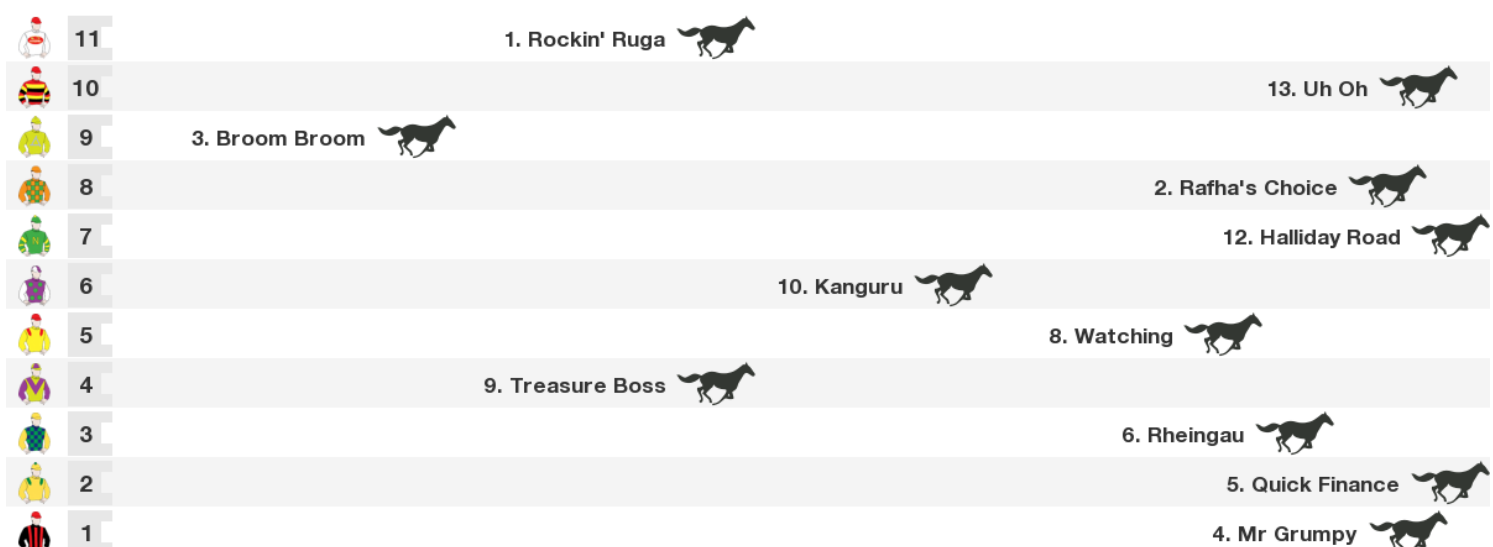 11 1. Rockin' Ruga
10 13. Uh Oh
9 3. Broom Broom
8 2. Rafha's Choice
7 12. Halliday Road
6 10. Kanguru
5 8. Watching
4 9. Treasure Boss
3 6. Rheingau
2 5. Quick Finance
1 4. Mr Grumpy